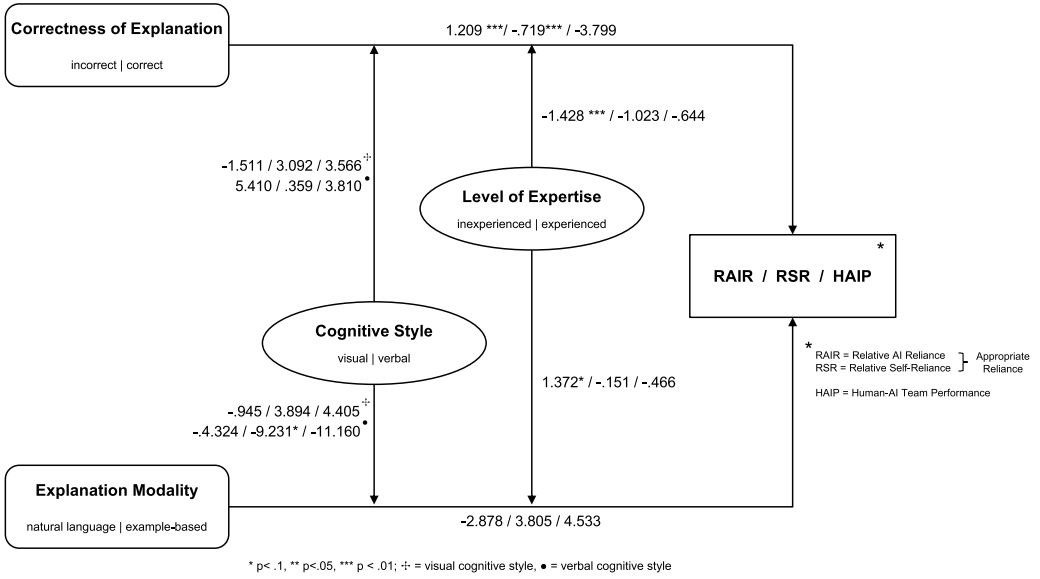 Correctness of Explanation
incorrect | correct
1.209 ***/ -.719*** / -3.799
-1.428 *** / -1.023 / -.644
-1.511 / 3.092 / 3.566 ✢
5.410 / .359 / 3.810 ●
Level of Expertise
inexperienced | experienced
*
RAIR / RSR / HAIP
Cognitive Style
visual | verbal
* RAIR = Relative AI Reliance
RSR = Relative Self-Reliance
Appropriate
Reliance
HAIP = Human-AI Team Performance
1.372* / -.151 / -.466
-.945 / 3.894 / 4.405 ✢
-.4.324 / -9.231* / -11.160 ●
Explanation Modality
natural language | example-based
-2.878 / 3.805 / 4.533
* p< .1, ** p<.05, *** p < .01; ✢ = visual cognitive style, ● = verbal cognitive style